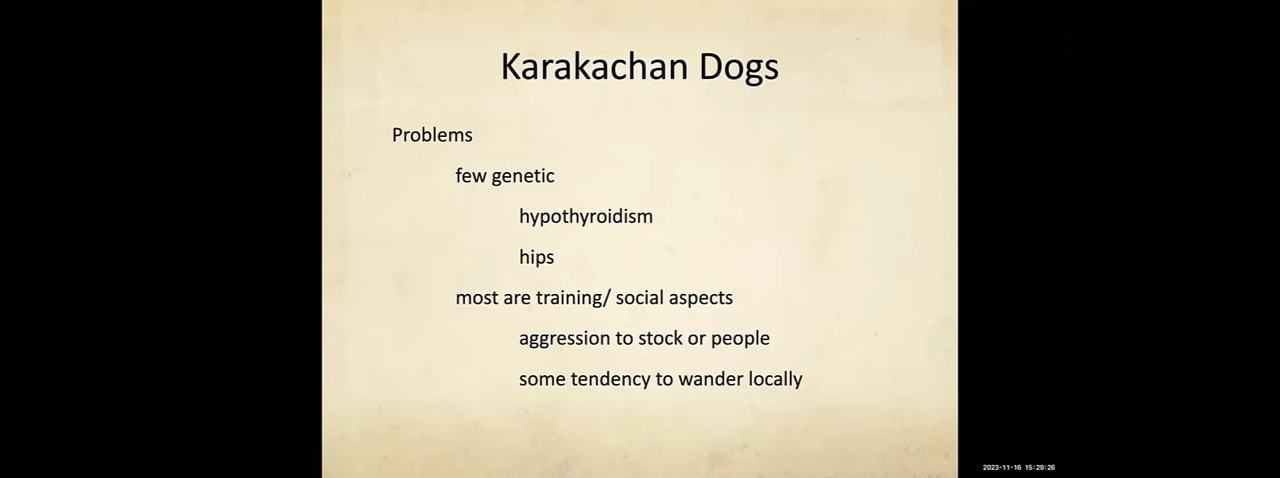 Karakachan Dogs
Problems
few genetic
hypothyroidism
hips
most are training/ social aspects
aggression to stock or people
some tendency to wander locally
2023-11-16 15:29:26